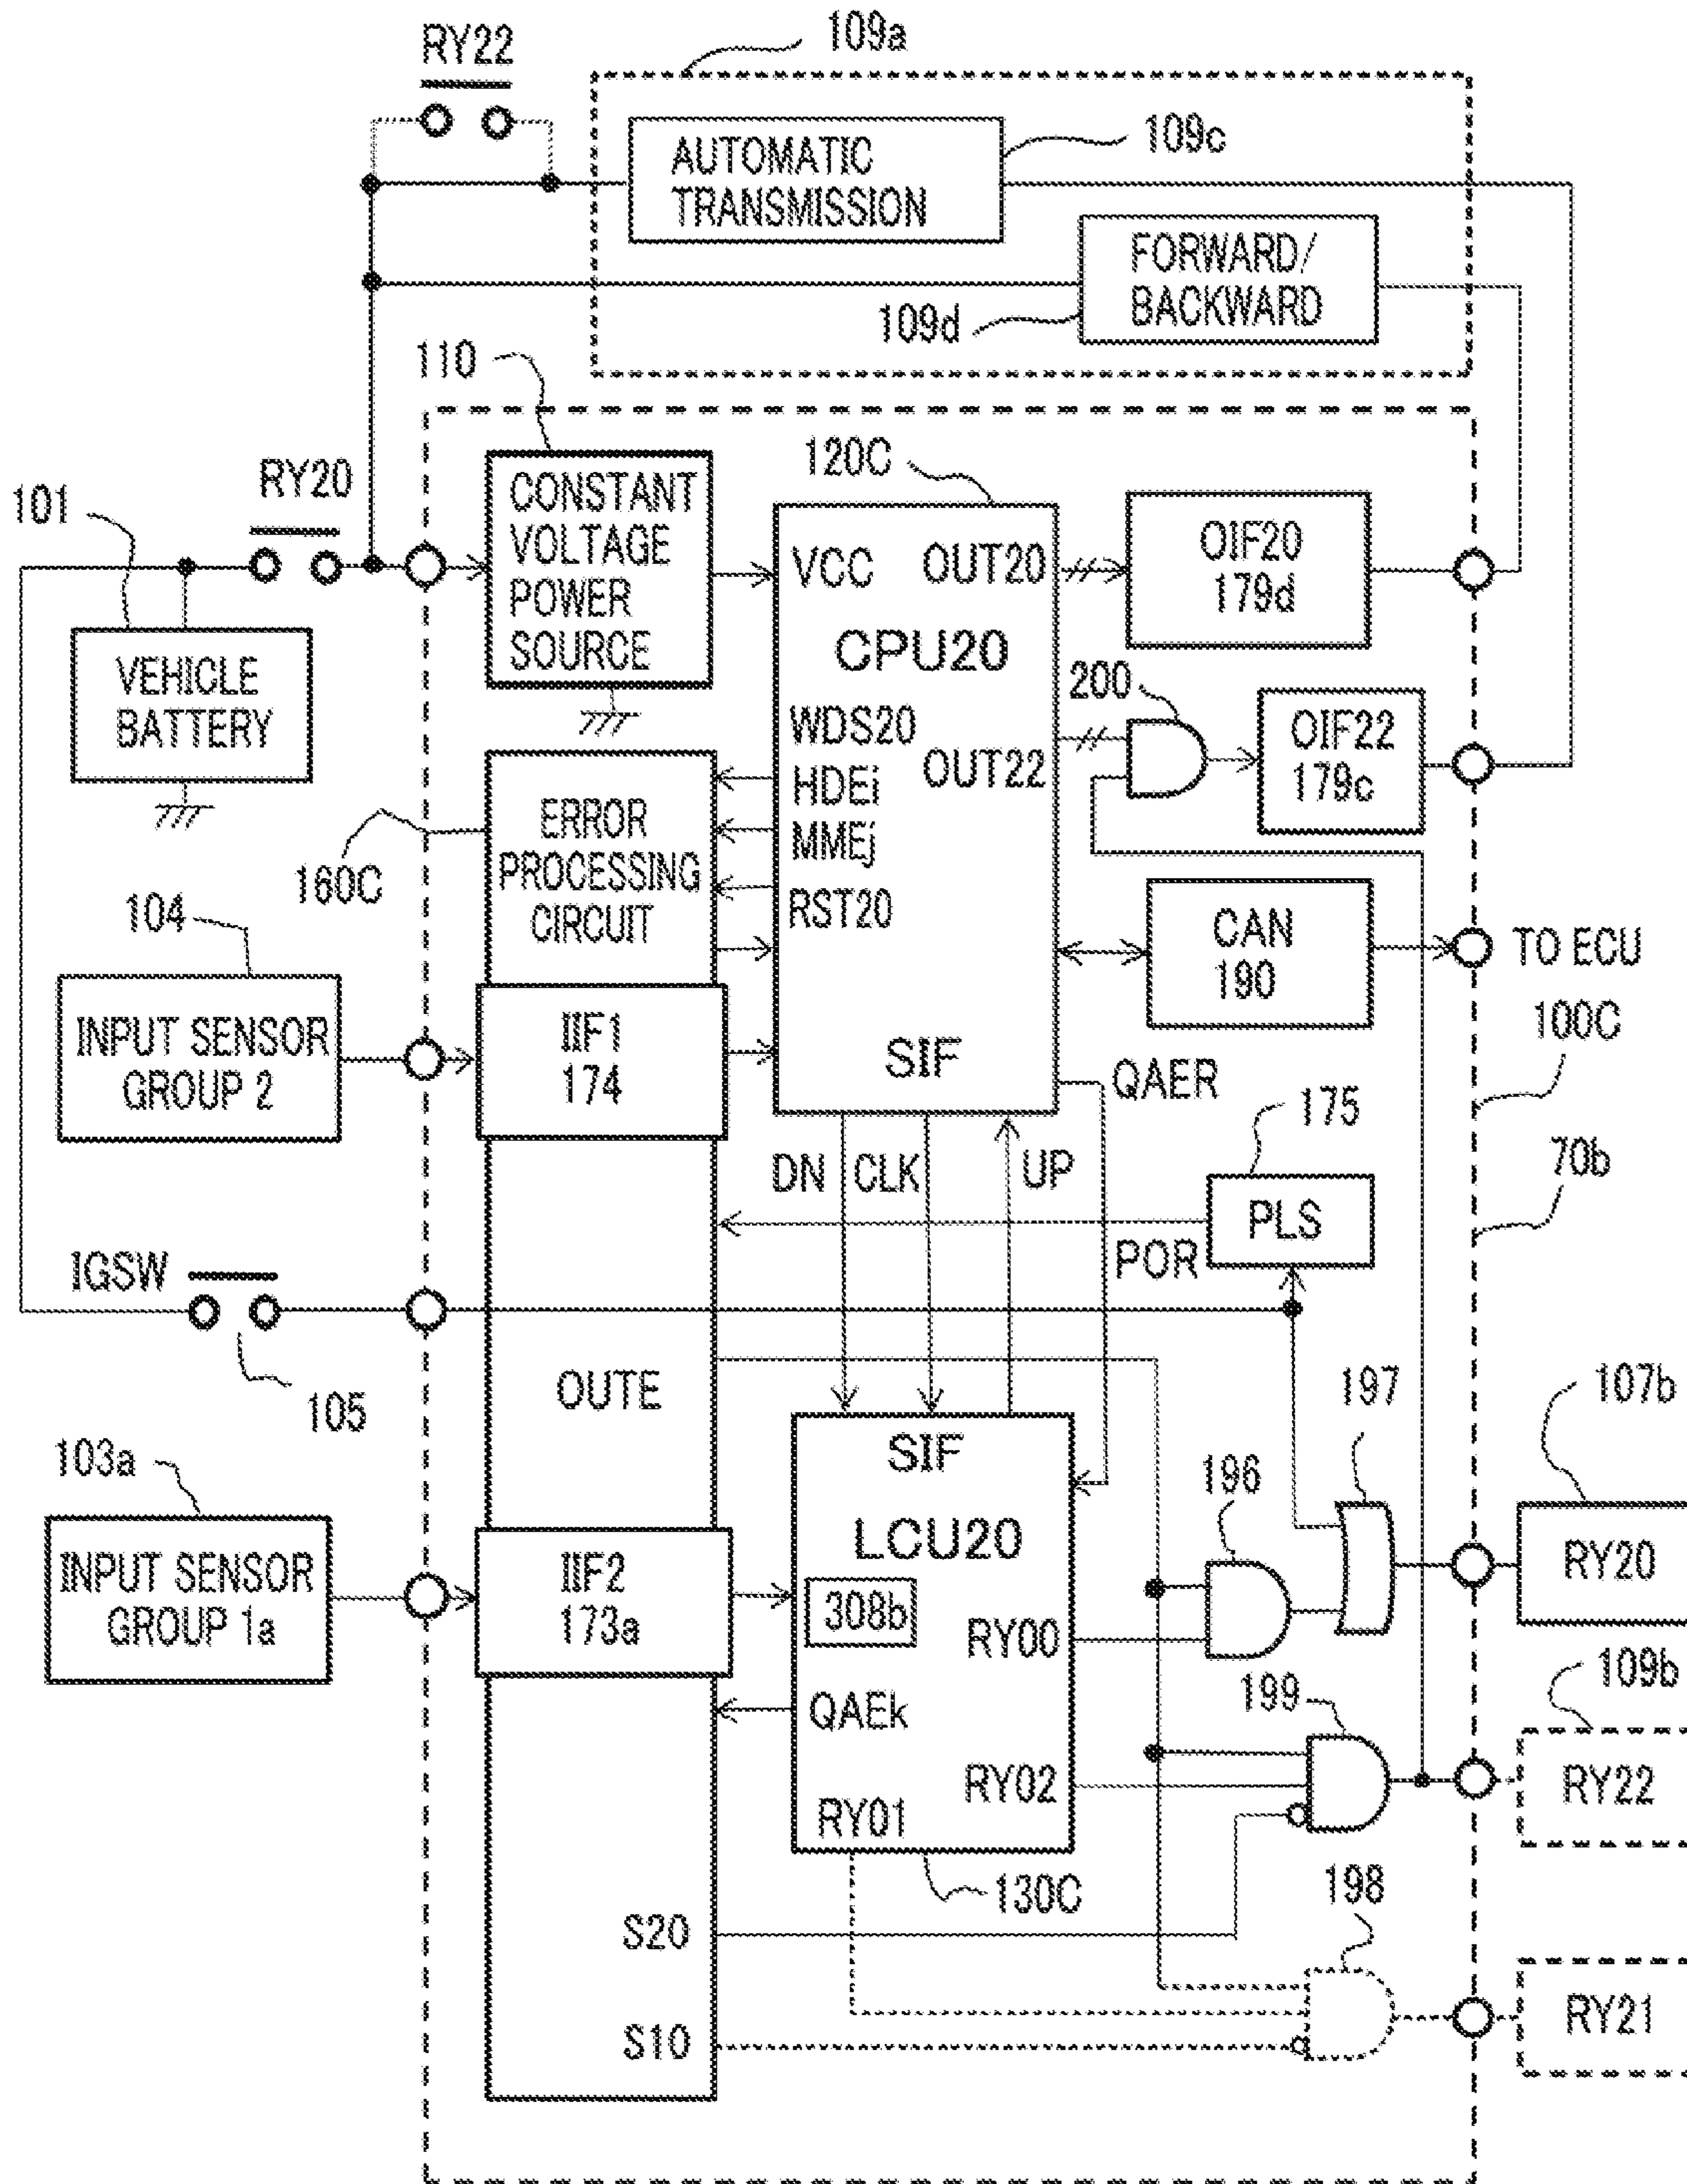 109a
RY22
AUTOMATIC
TRANSMISSION
109c
FORWARD/
BACKWARD
109d
110
120C
RY20
101
CONSTANT
VOLTAGE
POWER
SOURCE
VCC
OUT20
CPU20
OIF20
179d
VEHICLE
BATTERY
200
WDS20
OUT22
HDEi
MMEj
RST20
OIF22
179c
ERROR
PROCESSING
CIRCUIT
160C
104
CAN
190
TO ECU
100C
INPUT SENSOR
GROUP 2
IIF1
174
SIF
QAER
175
70b
DN
CLK
UP
PLS
POR
IGSW
105
OUTE
197
107b
103a
SIF
LCU20
196
INPUT SENSOR
GROUP 1a
IIF2
173a
308b
RY00
RY20
109b
QAEk
199
RY02
RY22
RY01
130C
198
S20
RY21
S10